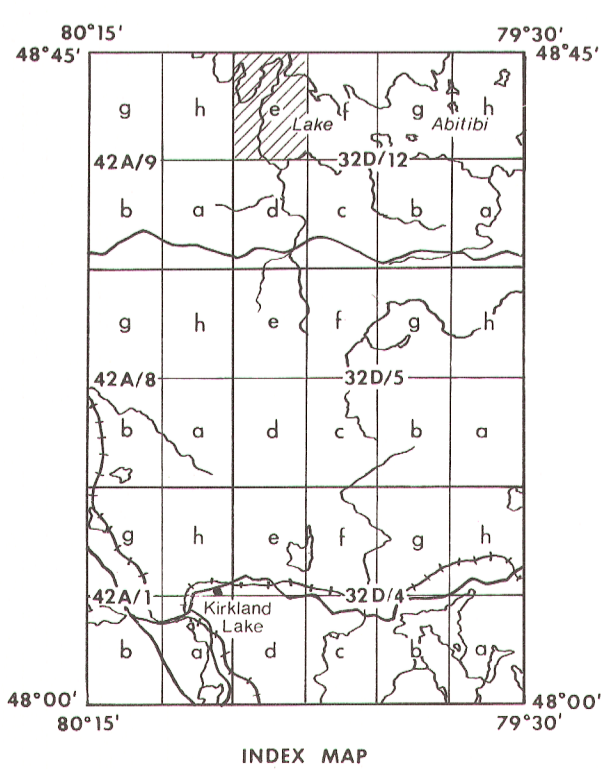 80°15' 79°30'
48°45' 48°45'
g h e f g h
Lake Abitibi
42A/9 32D/12
b a d c b a
g h e f g h
42A/8 32D/5
b a d c b a
g h e f g h
42A/1 32D/4
Kirkland
Lake
b a d c b a
48°00' 48°00'
80°15' 79°30'
INDEX MAP